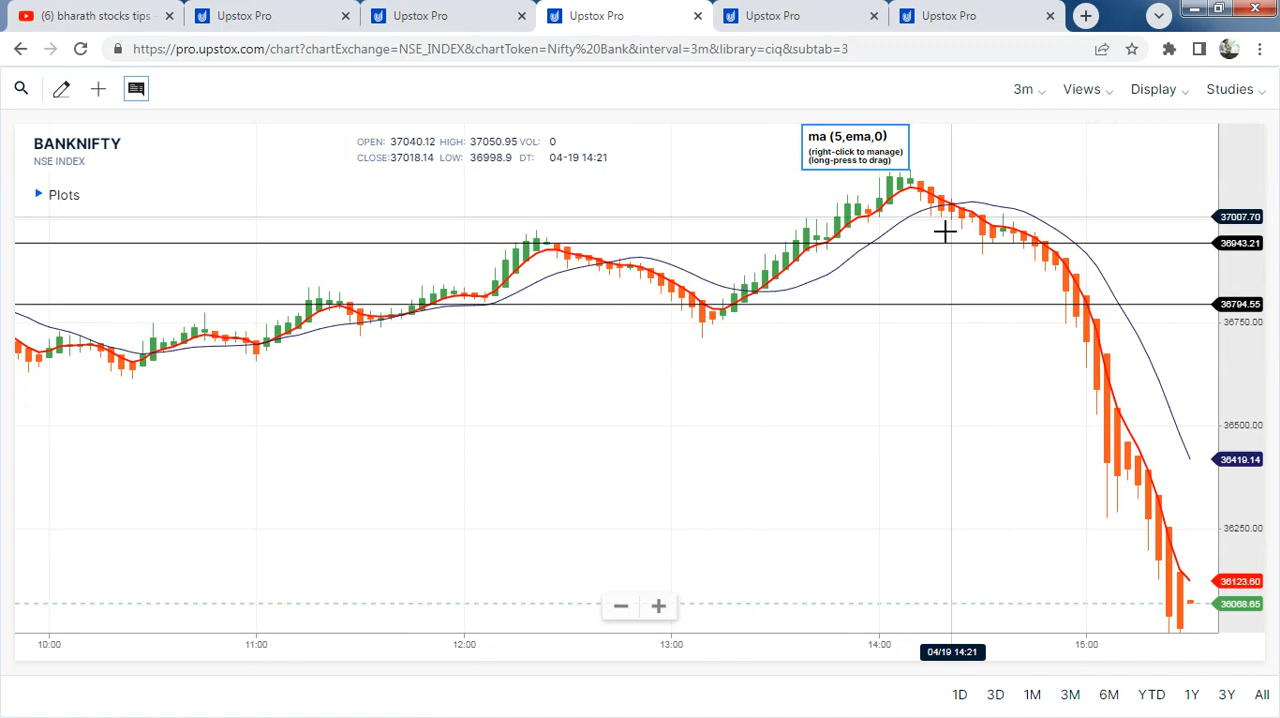 (6) bharath stocks tips -
Upstox Pro
Upstox Pro
Upstox Pro
Upstox Pro
Upstox Pro
https://pro.upstox.com/chart?chartExchange=NSE_INDEX&chartToken=Nifty%20Bank&interval=3m&library=ciq&subtab=3
3m Views Display Studies
BANKNIFTY
NSE INDEX
Plots
OPEN: 37040.12 HIGH: 37050.95 VOL: 0
CLOSE:37018.14 LOW: 36998.9 DT: 04-19 14:21
ma (5,ema,0)
(right-click to manage)
(long-press to drag)
37007.70
36943.21
36794.55
36750.00
36500.00
36419.14
36250.00
36123.60
36068.65
10:00 11:00 12:00 13:00 14:00 15:00
04/19 14:21
1D 3D 1M 3M 6M YTD 1Y 3Y All